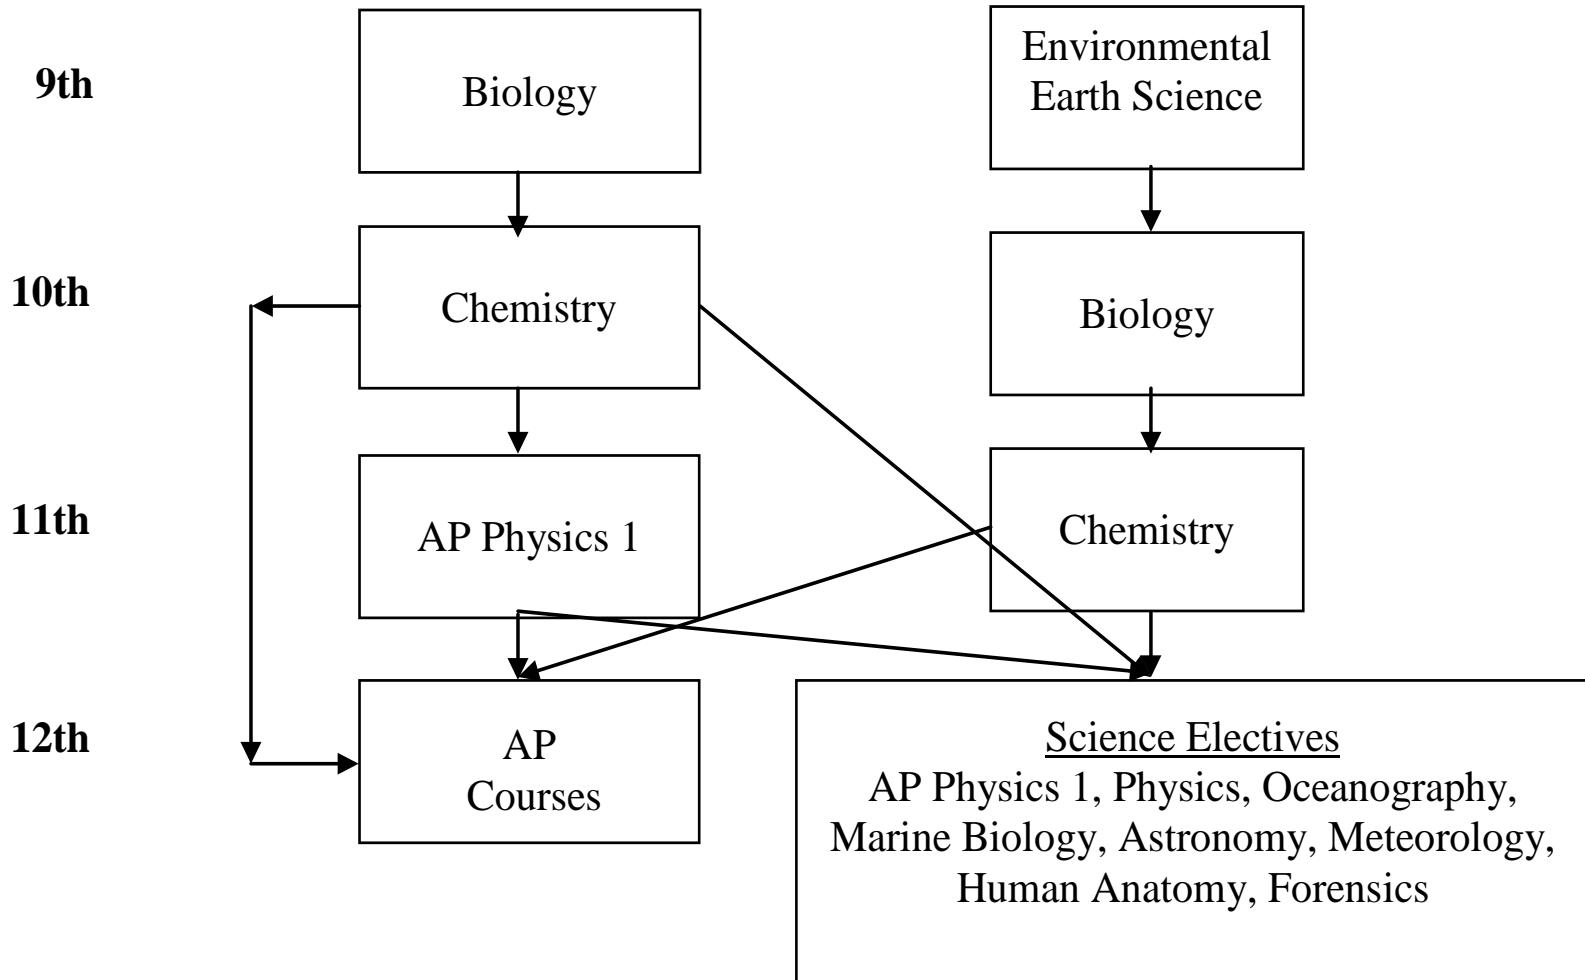 9th
Biology
Environmental
Earth Science
10th
Chemistry
Biology
11th
AP Physics 1
Chemistry
12th
AP
Courses
Science Electives
AP Physics 1, Physics, Oceanography,
Marine Biology, Astronomy, Meteorology,
Human Anatomy, Forensics